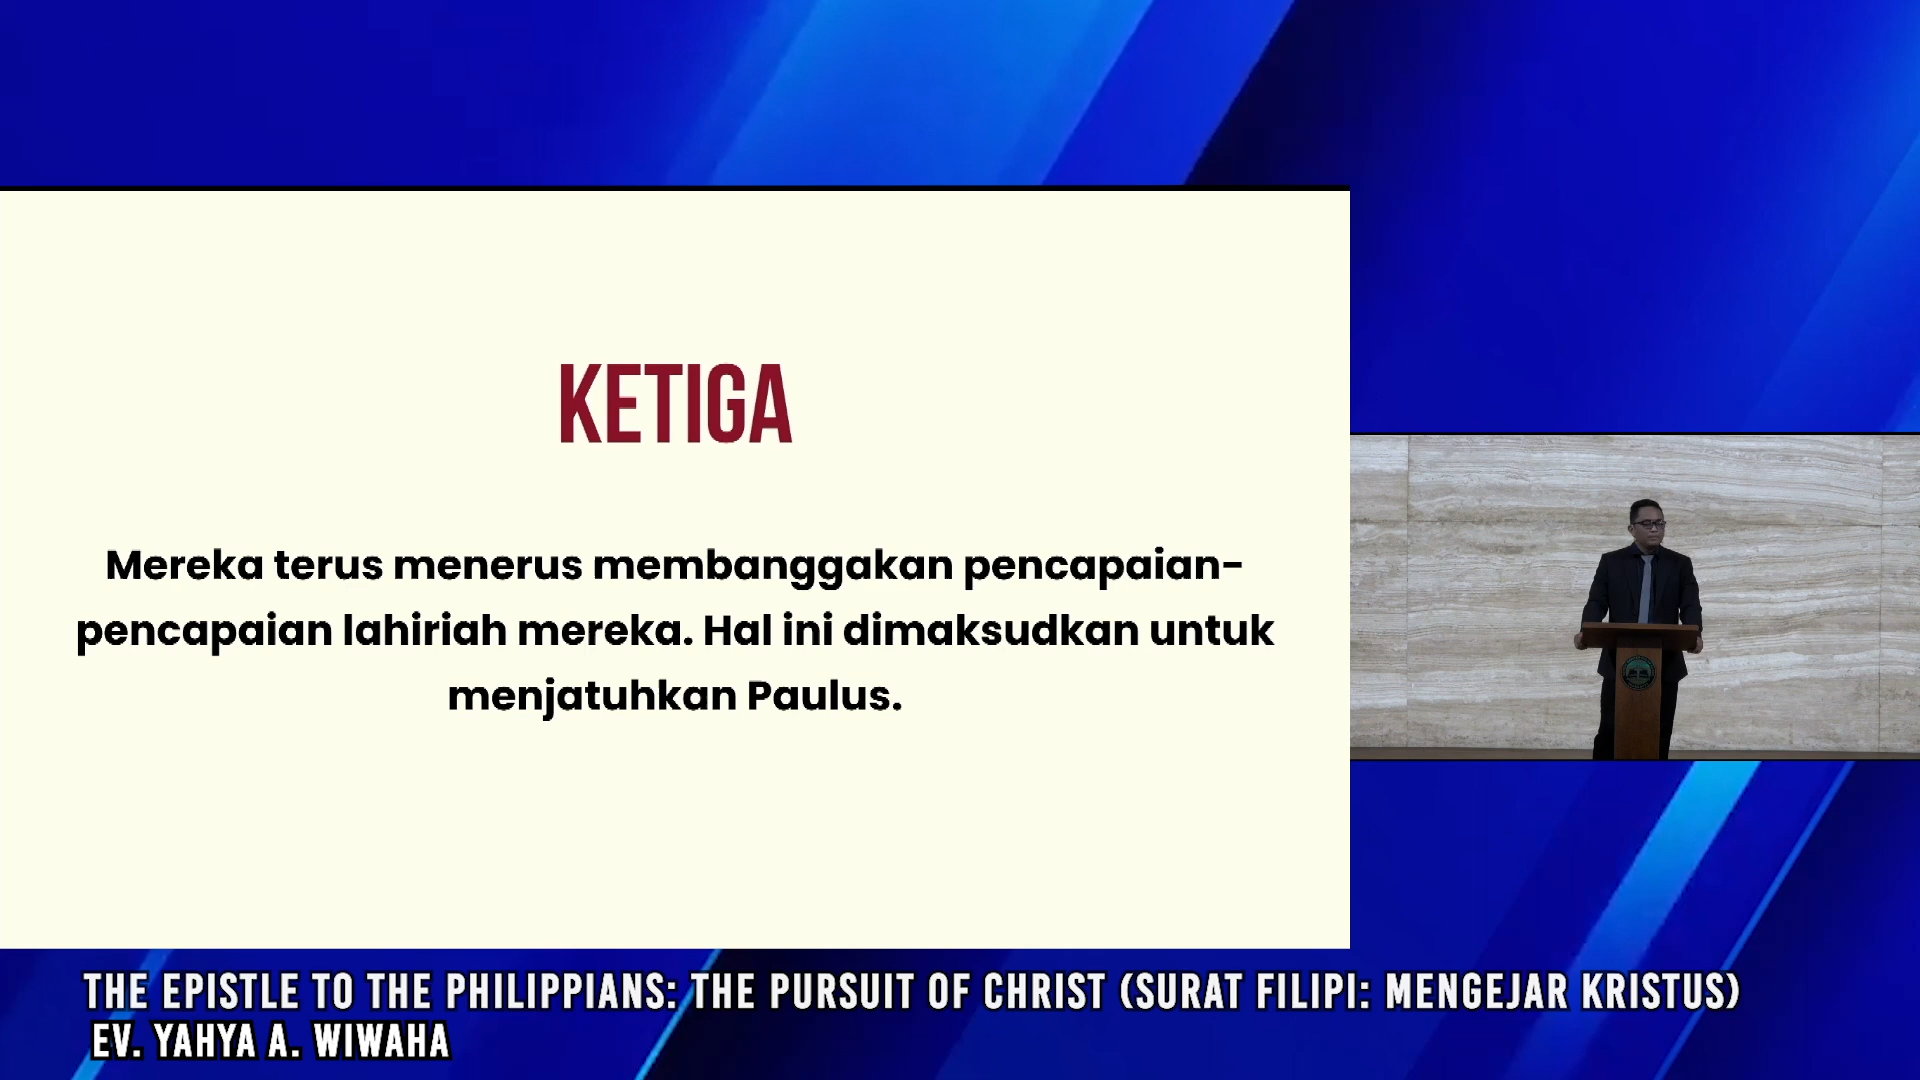 KETIGA
Mereka terus menerus membanggakan pencapaian-
pencapaian lahiriah mereka. Hal ini dimaksudkan untuk
menjatuhkan Paulus.
THE EPISTLE TO THE PHILIPPIANS: THE PURSUIT OF CHRIST (SURAT FILIPI: MENGEJAR KRISTUS)
EV. YAHYA A. WIWAHA